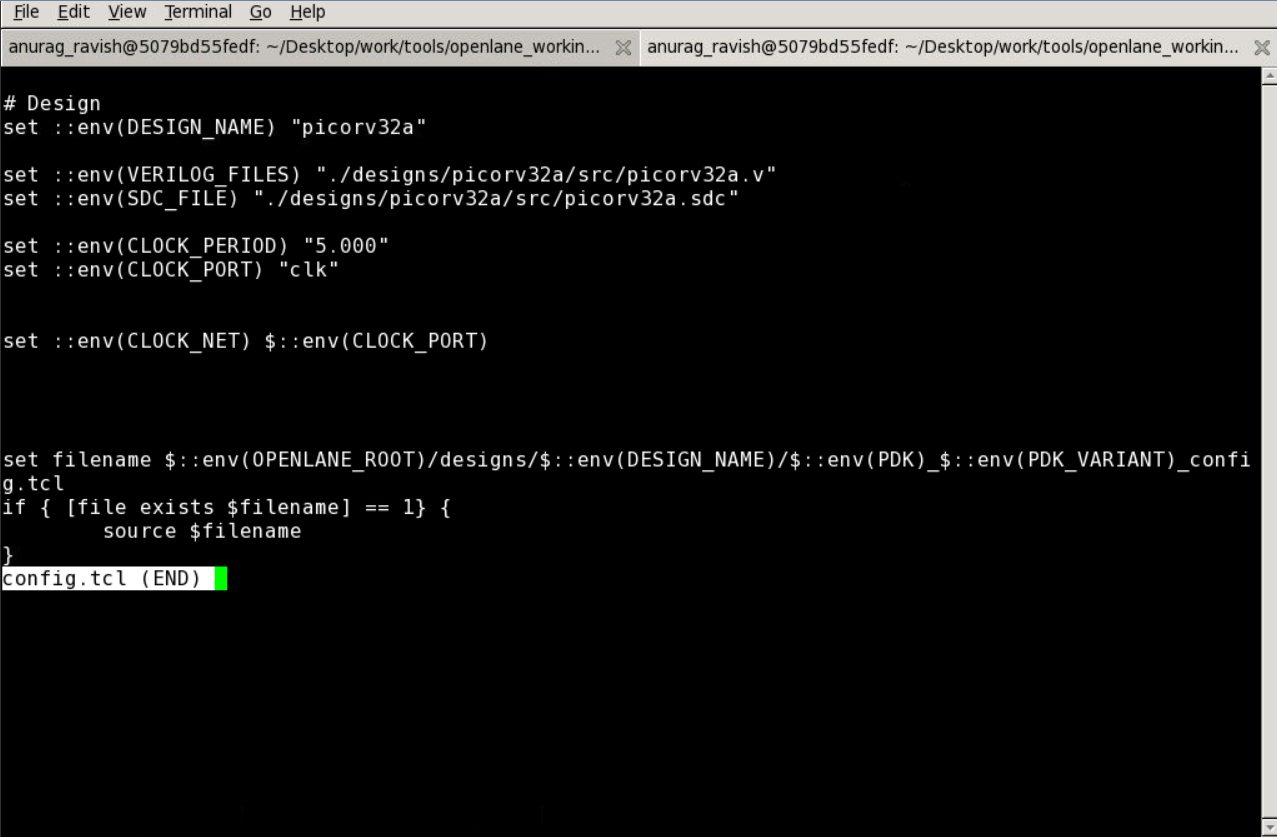 File Edit View Terminal Go Help
anurag_ravish@5079bd55fedf: ~/Desktop/work/tools/openlane_workin... anurag_ravish@5079bd55fedf: ~/Desktop/work/tools/openlane_workin...
# Design
set ::env(DESIGN_NAME) "picorv32a"
set ::env(VERILOG_FILES) "./designs/picorv32a/src/picorv32a.v"
set ::env(SDC_FILE) "./designs/picorv32a/src/picorv32a.sdc"
set ::env(CLOCK_PERIOD) "5.000"
set ::env(CLOCK_PORT) "clk"
set ::env(CLOCK_NET) $::env(CLOCK_PORT)
set filename $::env(OPENLANE_ROOT)/designs/$::env(DESIGN_NAME)/$::env(PDK)_$::env(PDK_VARIANT)_confi
g.tcl
if { [file exists $filename] == 1} {
        source $filename
}
config.tcl (END)